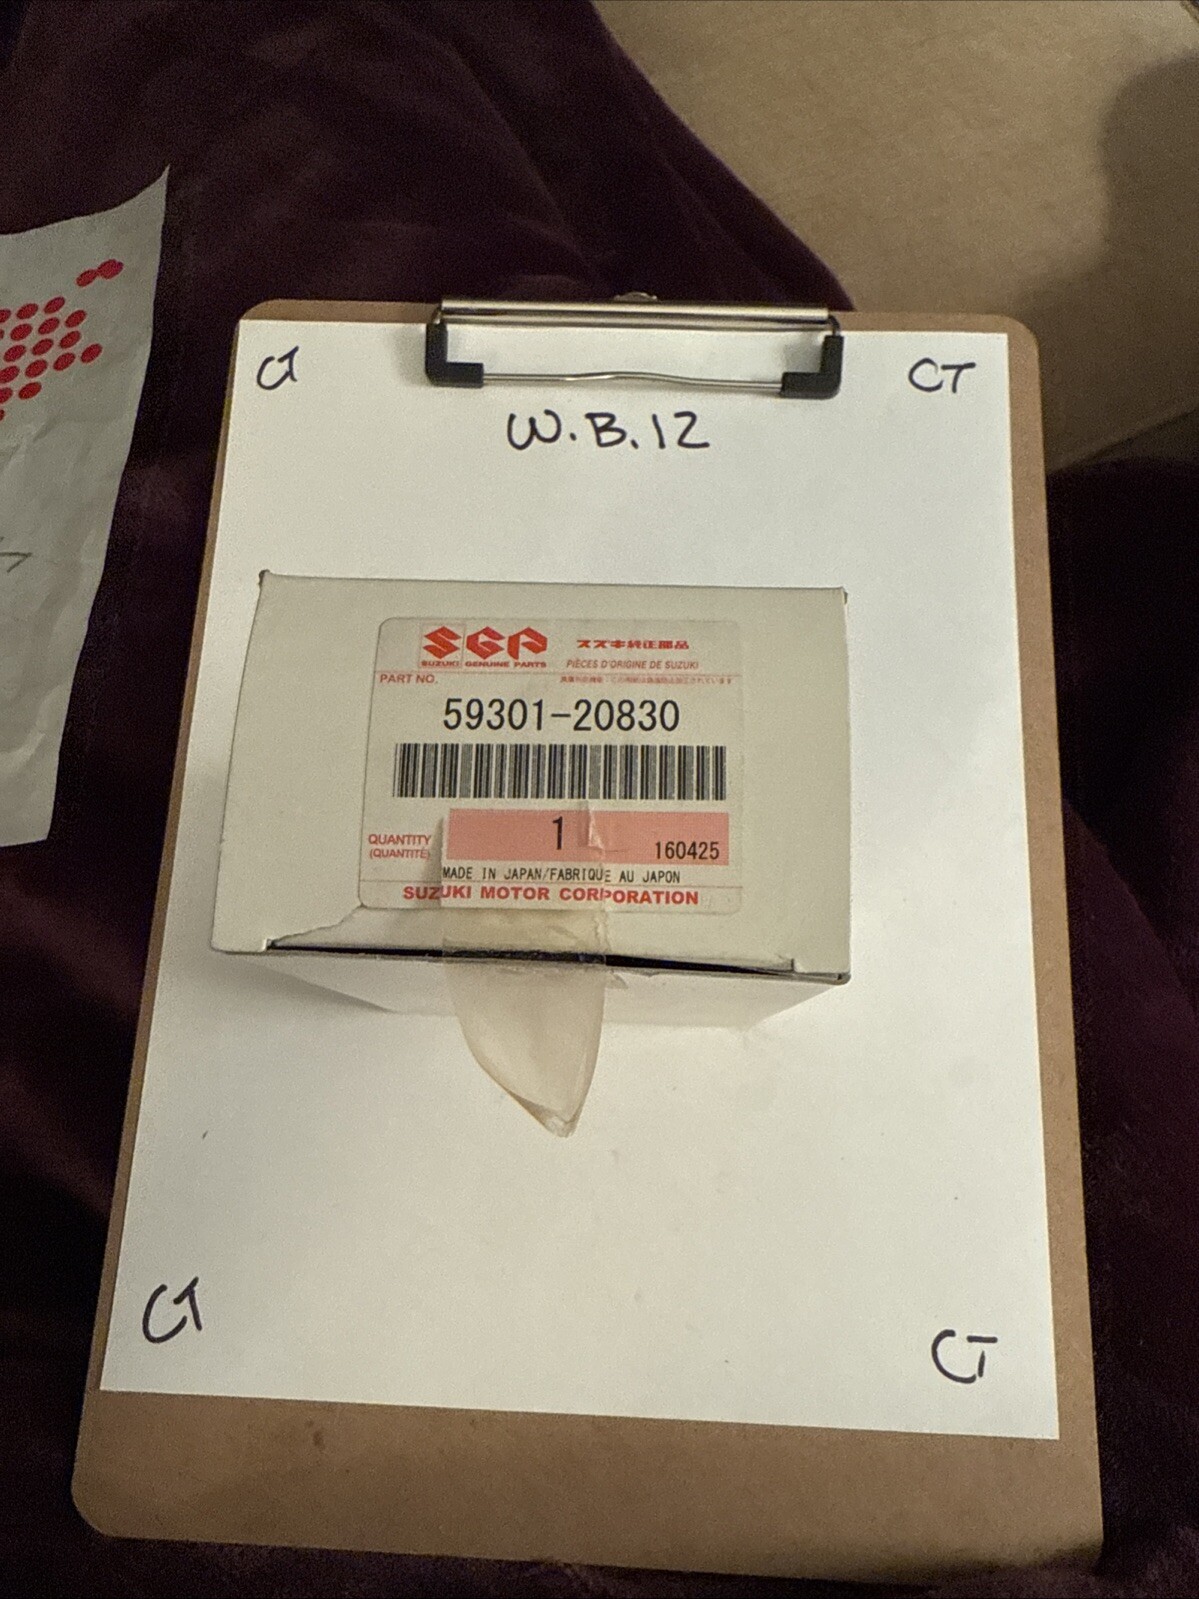 CT
CT
W.B.12
SGP
SUZUKI GENUINE PARTS
スズキ純正部品
PIÈCES D'ORIGINE DE SUZUKI
PART NO.
59301-20830
QUANTITY
(QUANTITÉ)
1
160425
MADE IN JAPAN/FABRIQUE AU JAPON
SUZUKI MOTOR CORPORATION
CT
CT